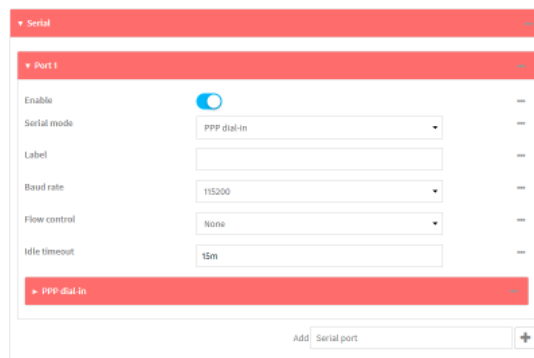 Serial
Port 1
Enable
Serial mode PPP dial-in
Label
Baud rate 115200
Flow control None
Idle timeout 15m
PPP dial-in
Add Serial port